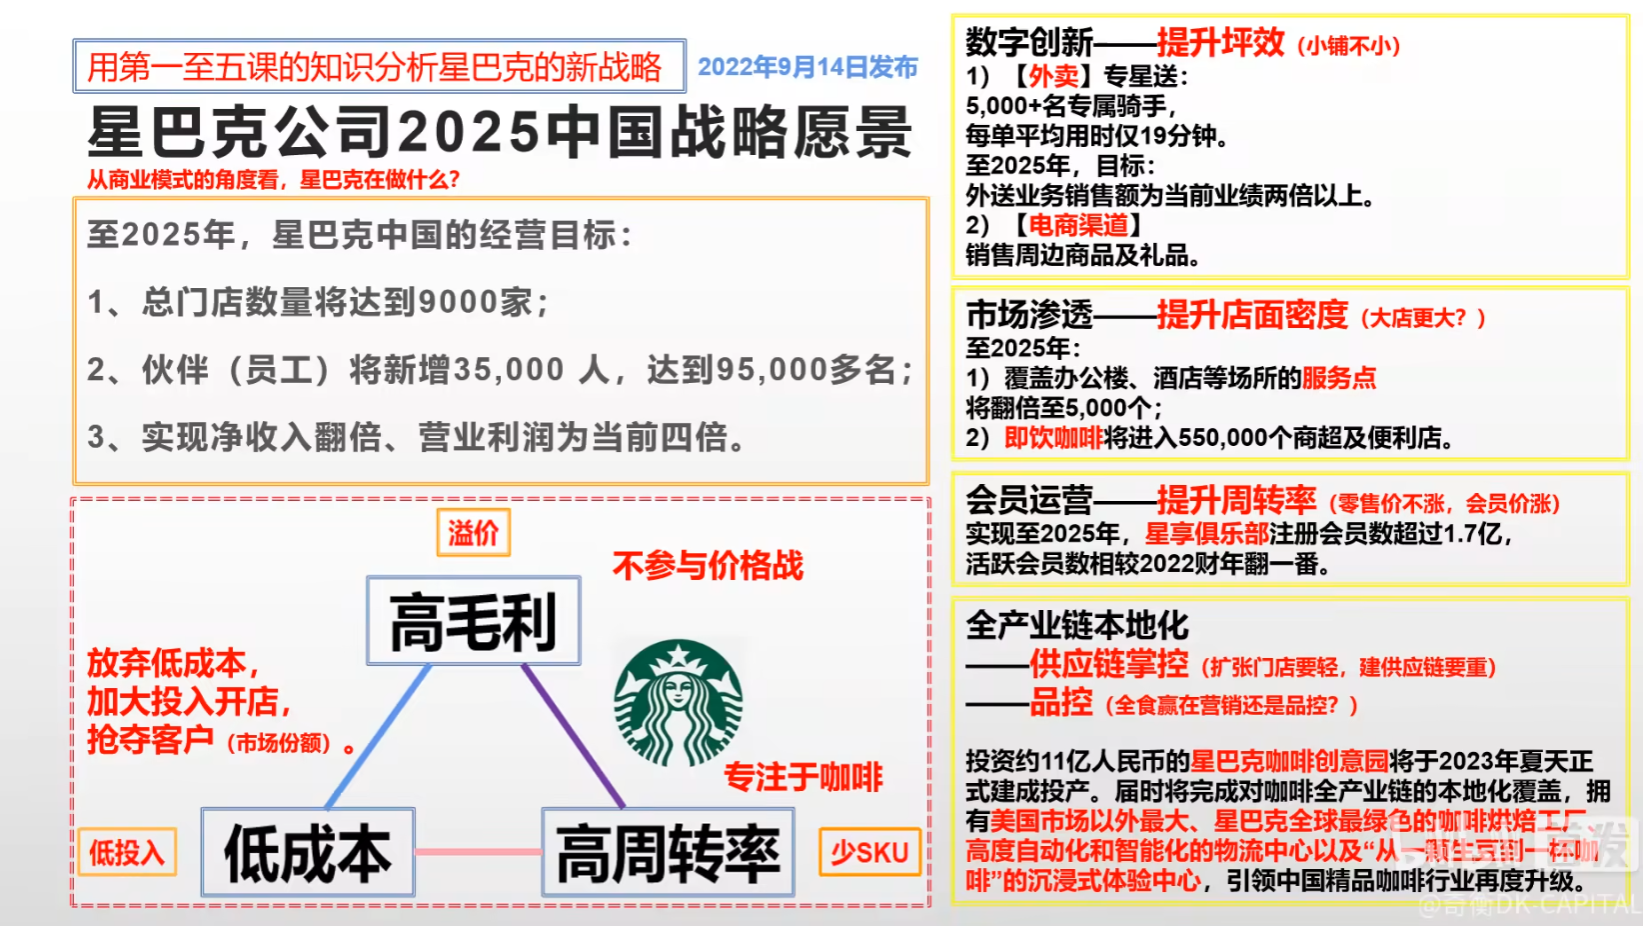 用第一至五课的知识分析星巴克的新战略
2022年9月14日发布
星巴克公司2025中国战略愿景
从商业模式的角度看，星巴克在做什么？
至2025年，星巴克中国的经营目标：
1、总门店数量将达到9000家；
2、伙伴（员工）将新增35,000 人，达到95,000多名；
3、实现净收入翻倍、营业利润为当前四倍。
溢价
不参与价格战
高毛利
放弃低成本，
加大投入开店，
抢夺客户（市场份额）。
专注于咖啡
低投入
低成本
高周转率
少SKU
数字创新——提升坪效（小铺不小）
1）【外卖】专星送：
5,000+名专属骑手，
每单平均用时仅19分钟。
至2025年，目标：
外送业务销售额为当前业绩两倍以上。
2）【电商渠道】
销售周边商品及礼品。
市场渗透——提升店面密度（大店更大？）
至2025年：
1）覆盖办公楼、酒店等场所的服务点
将翻倍至5,000个；
2）即饮咖啡将进入550,000个商超及便利店。
会员运营——提升周转率（零售价不涨，会员价涨）
实现至2025年，星享俱乐部注册会员数超过1.7亿，
活跃会员数相较2022财年翻一番。
全产业链本地化
——供应链掌控（扩张门店要轻，建供应链要重）
——品控（全食赢在营销还是品控？）
投资约11亿人民币的星巴克咖啡创意园将于2023年夏天正
式建成投产。届时将完成对咖啡全产业链的本地化覆盖，拥
有美国市场以外最大、星巴克全球最绿色的咖啡烘焙工厂、
高度自动化和智能化的物流中心以及“从一颗生豆到一杯咖
啡”的沉浸式体验中心，引领中国精品咖啡行业再度升级。
首发
@奇衡DK-CAPITAL